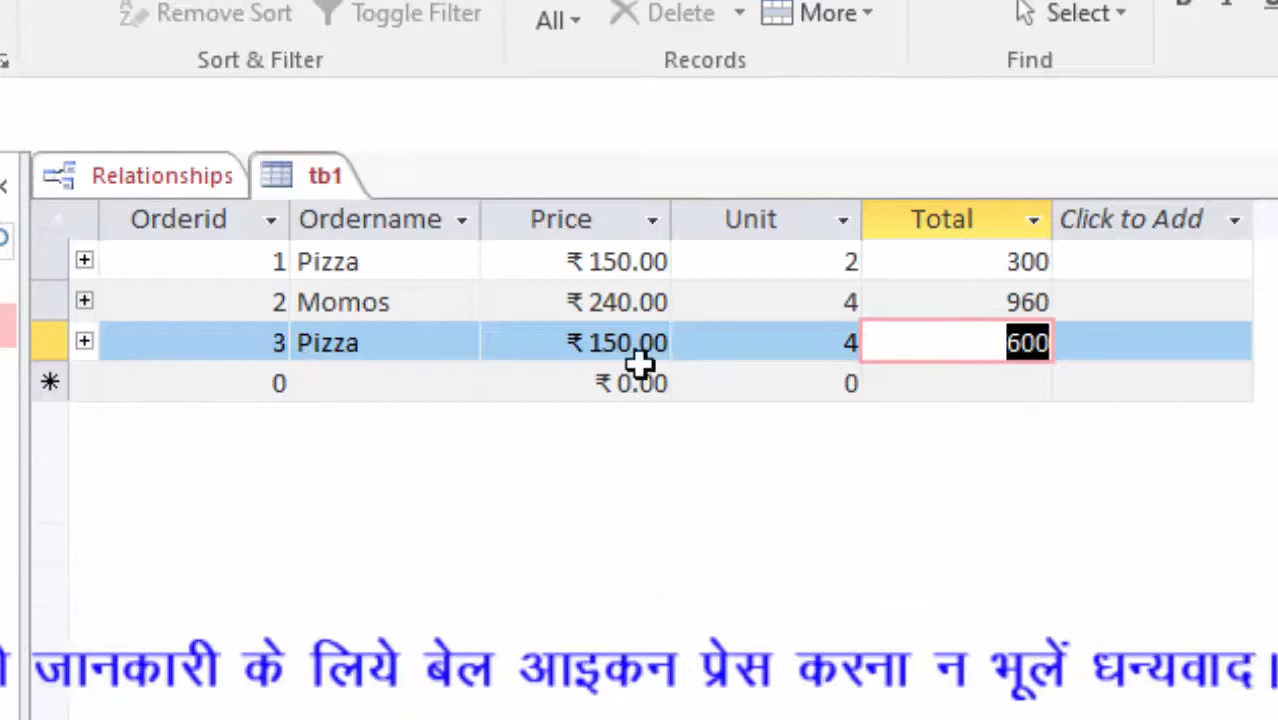 Remove Sort Toggle Filter All Delete More Select
Sort & Filter Records Find
Relationships tb1
Orderid Ordername Price Unit Total Click to Add
1 Pizza ₹ 150.00 2 300
2 Momos ₹ 240.00 4 960
3 Pizza ₹ 150.00 4 600
0 ₹ 0.00 0
जानकारी के लिये बेल आइकन प्रेस करना न भूलें धन्यवाद।